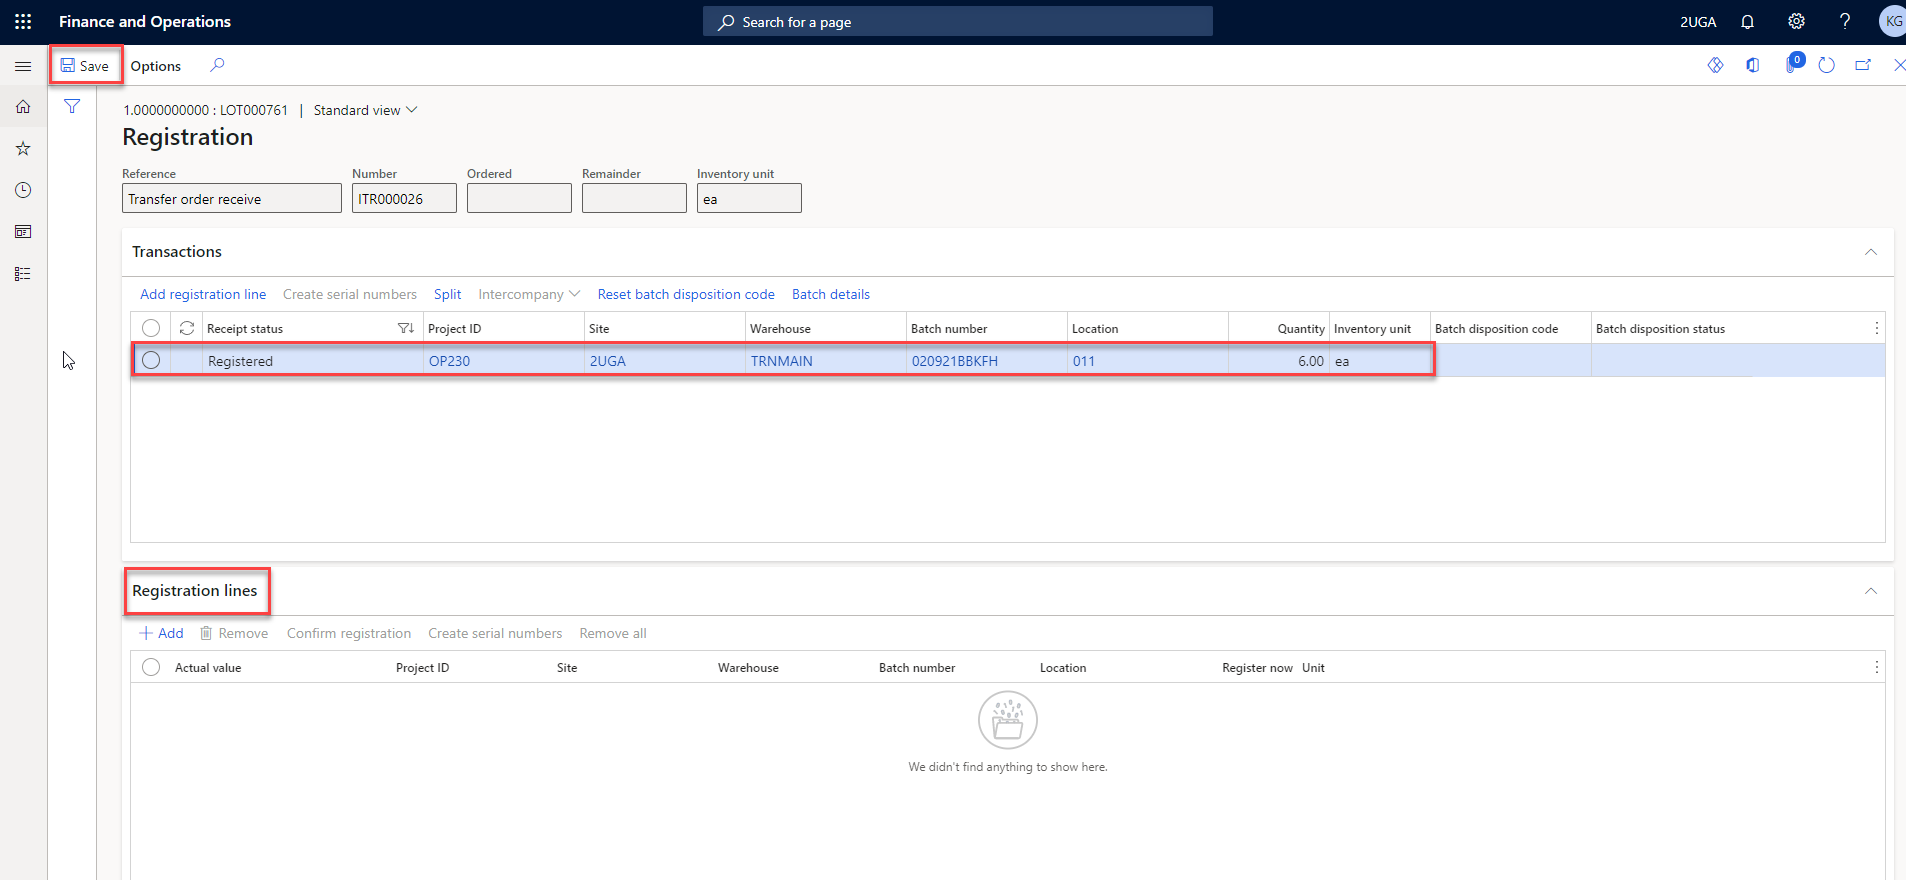 Finance and Operations
Search for a page
2UGA
KG
Save
Options
0
1.0000000000 : LOT000761 | Standard view
Registration
Reference Number Ordered Remainder Inventory unit
Transfer order receive ITR000026 ea
Transactions
Add registration line Create serial numbers Split Intercompany Reset batch disposition code Batch details
Receipt status Project ID Site Warehouse Batch number Location Quantity Inventory unit Batch disposition code Batch disposition status
Registered OP230 2UGA TRNMAIN 020921BBKFH 011 6.00 ea
Registration lines
Add Remove Confirm registration Create serial numbers Remove all
Actual value Project ID Site Warehouse Batch number Location Register now Unit
We didn't find anything to show here.